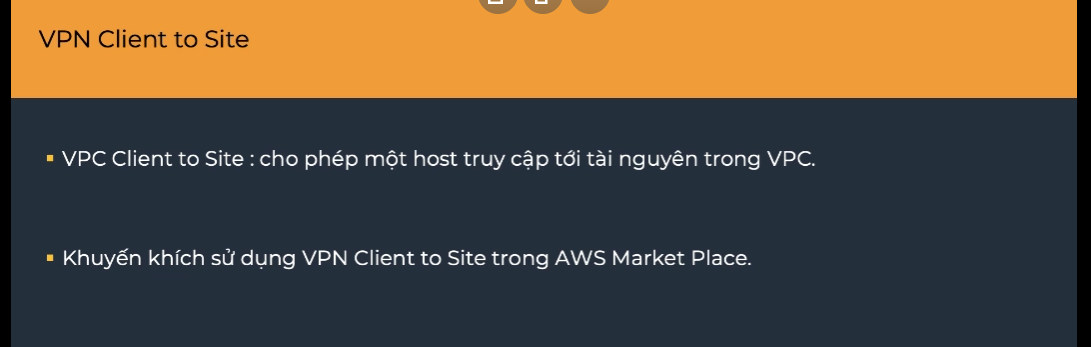 VPN Client to Site
VPC Client to Site : cho phép một host truy cập tới tài nguyên trong VPC.
Khuyến khích sử dụng VPN Client to Site trong AWS Market Place.